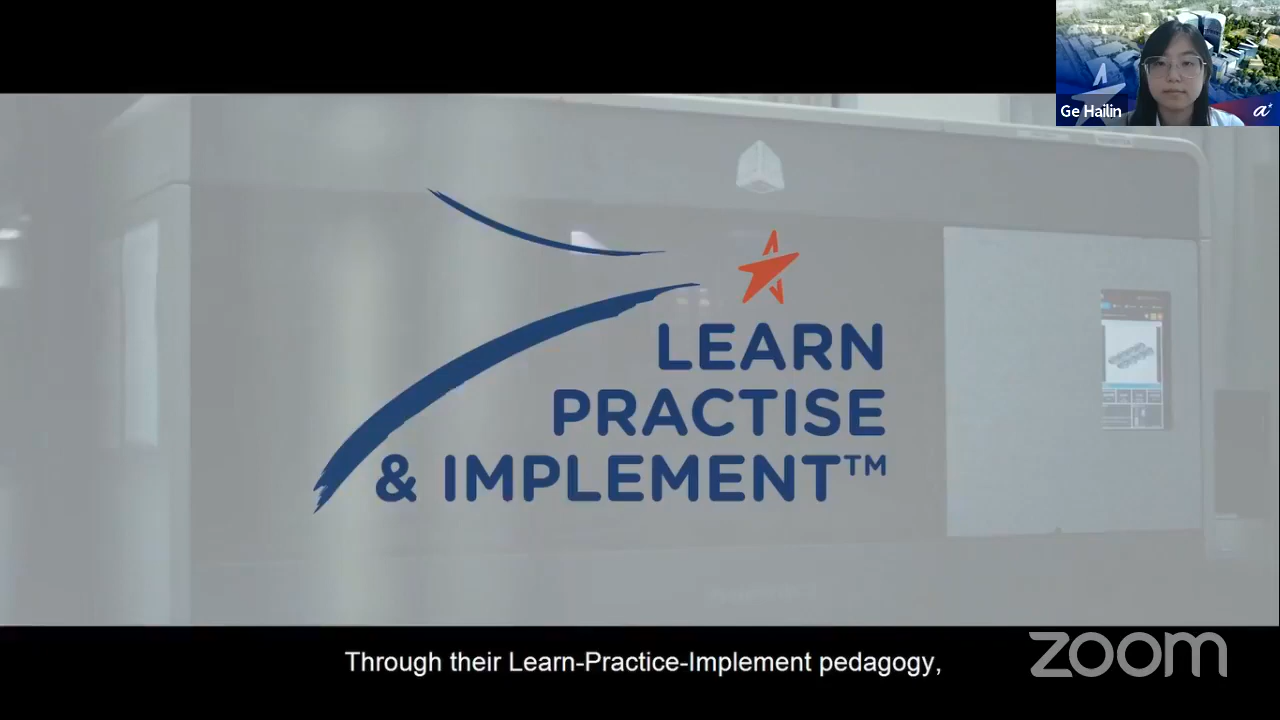 Ge Hailin
a*
LEARN
PRACTISE
& IMPLEMENT™
Through their Learn-Practice-Implement pedagogy,
zoom